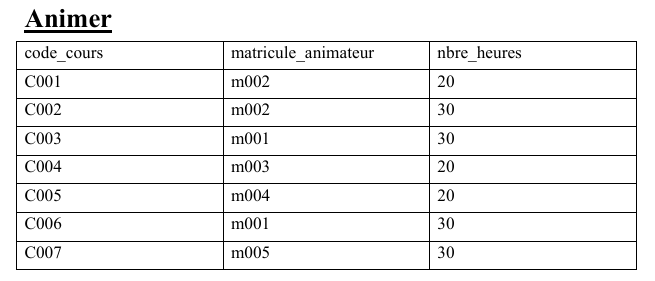 Animer
code_cours matricule_animateur nbre_heures
C001 m002 20
C002 m002 30
C003 m001 30
C004 m003 20
C005 m004 20
C006 m001 30
C007 m005 30